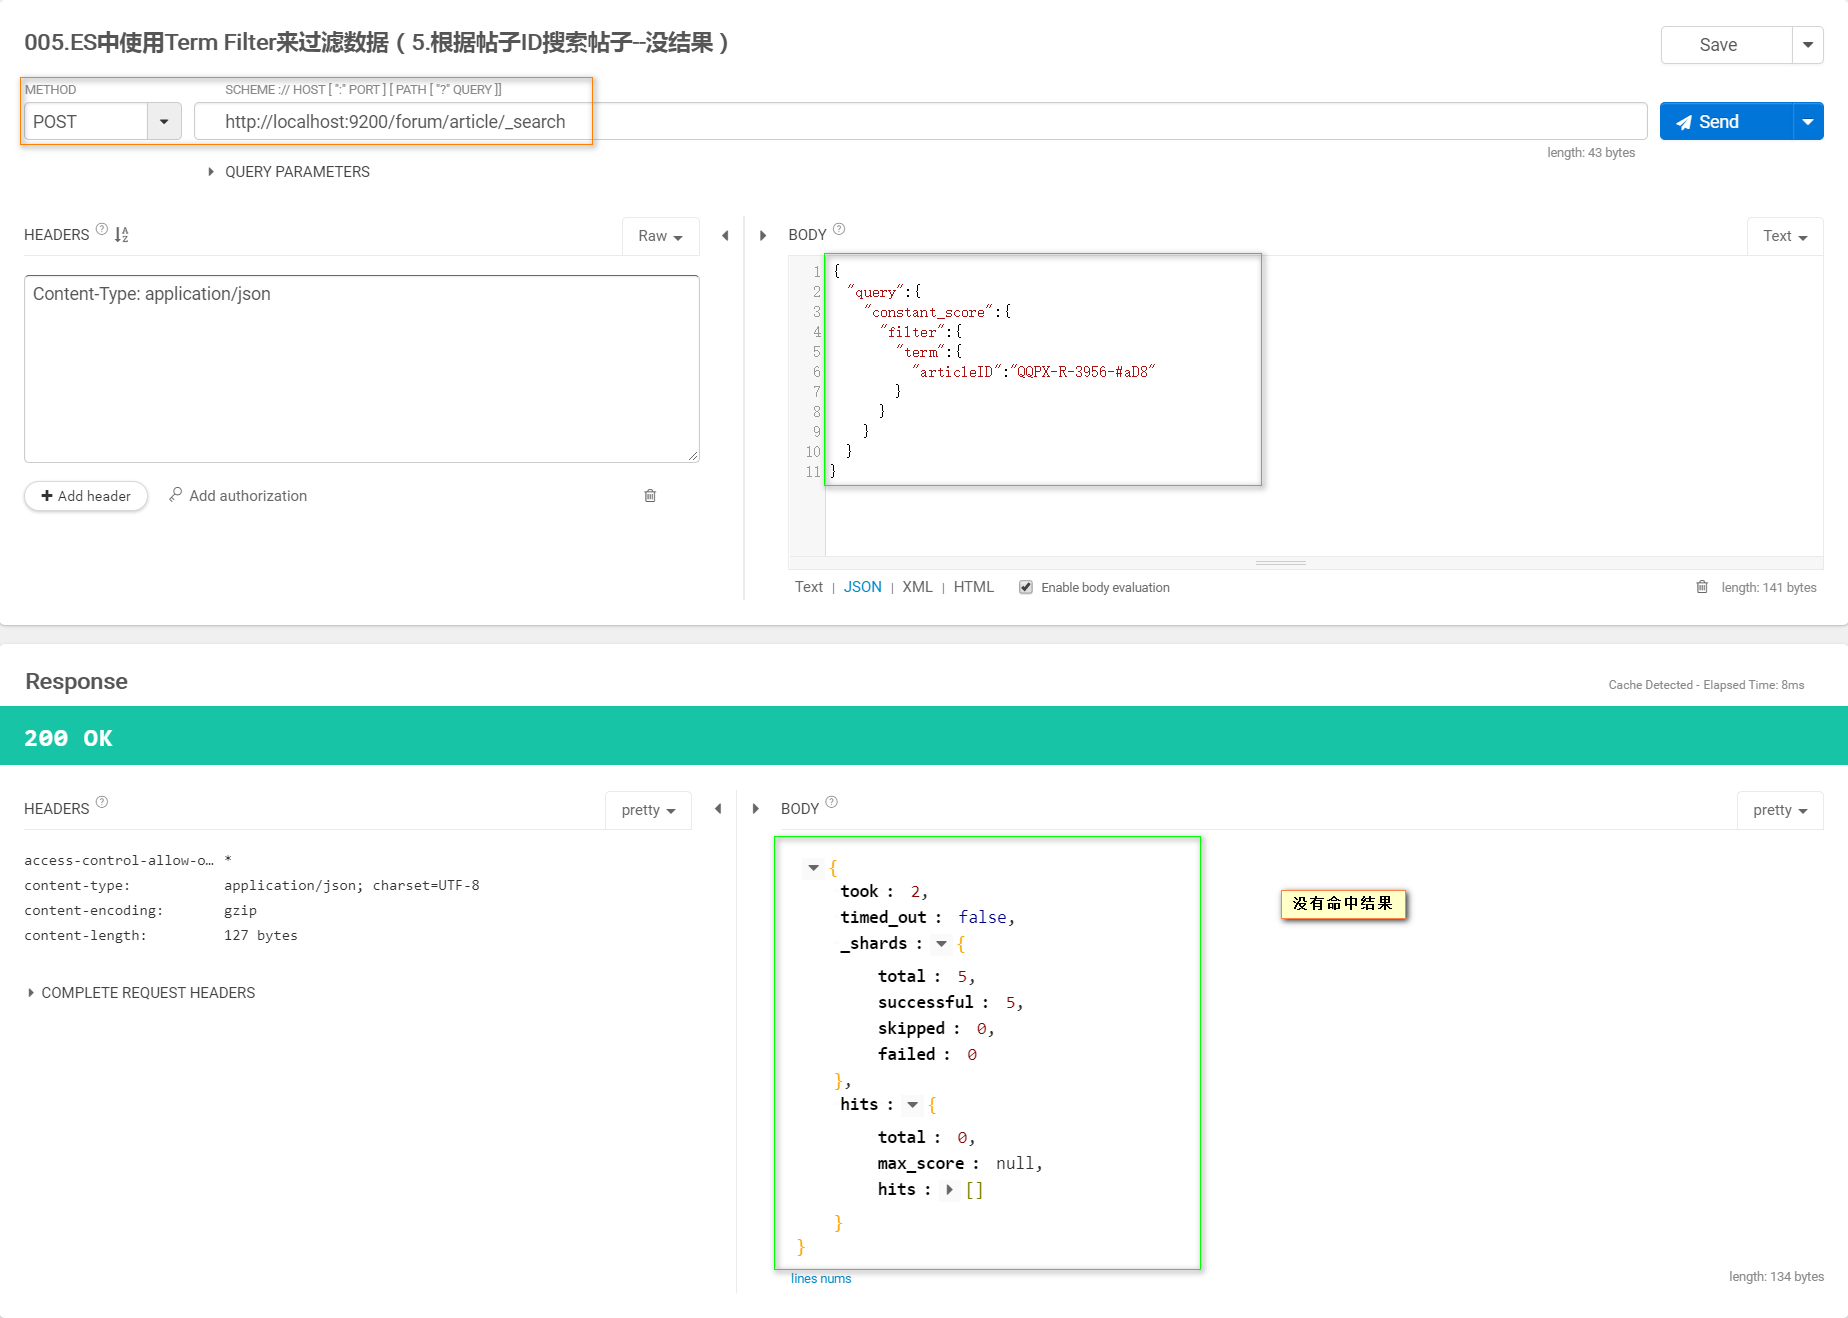 005.ES中使用Term Filter来过滤数据（5.根据帖子ID搜索帖子--没结果）
Save
METHOD
SCHEME :// HOST [ ":" PORT ] [ PATH [ "?" QUERY ]]
POST
http://localhost:9200/forum/article/_search
Send
length: 43 bytes
QUERY PARAMETERS
HEADERS
Raw
Content-Type: application/json
Add header
Add authorization
BODY
Text
1 {
2 "query":{
3 "constant_score":{
4 "filter":{
5 "term":{
6 "articleID":"QQPX-R-3956-#aD8"
7 }
8 }
9 }
10 }
11 }
Text | JSON | XML | HTML
Enable body evaluation
length: 141 bytes
Response
Cache Detected - Elapsed Time: 8ms
200 OK
HEADERS
pretty
access-control-allow-o… *
content-type: application/json; charset=UTF-8
content-encoding: gzip
content-length: 127 bytes
COMPLETE REQUEST HEADERS
BODY
pretty
{
took : 2,
timed_out : false,
_shards : {
total : 5,
successful : 5,
skipped : 0,
failed : 0
},
hits : {
total : 0,
max_score : null,
hits : []
}
}
没有命中结果
lines nums
length: 134 bytes